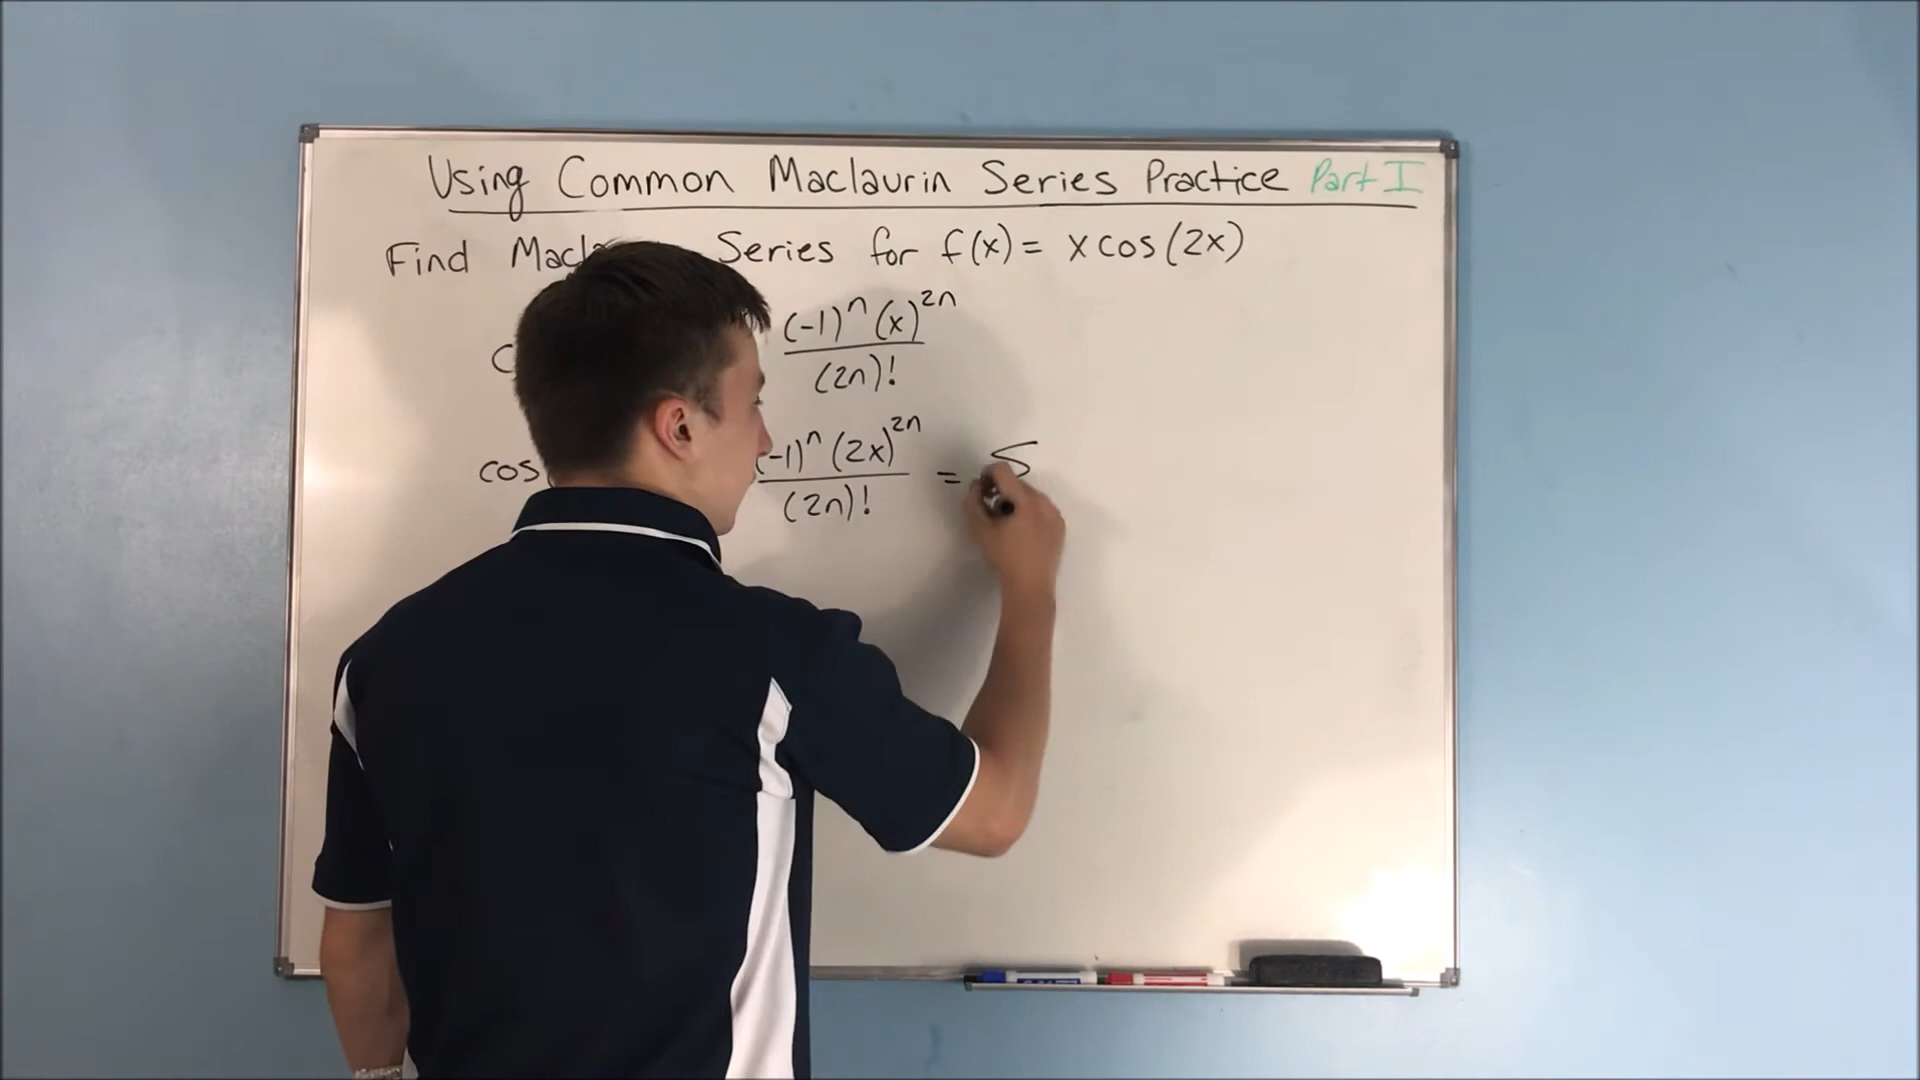 Using Common Maclaurin Series Practice Part I
Find Macla Series for f(x) = x cos(2x)
c (-1)^n (x)^2n
(2n)!
cos (-1)^n (2x)^2n = Σ
(2n)!